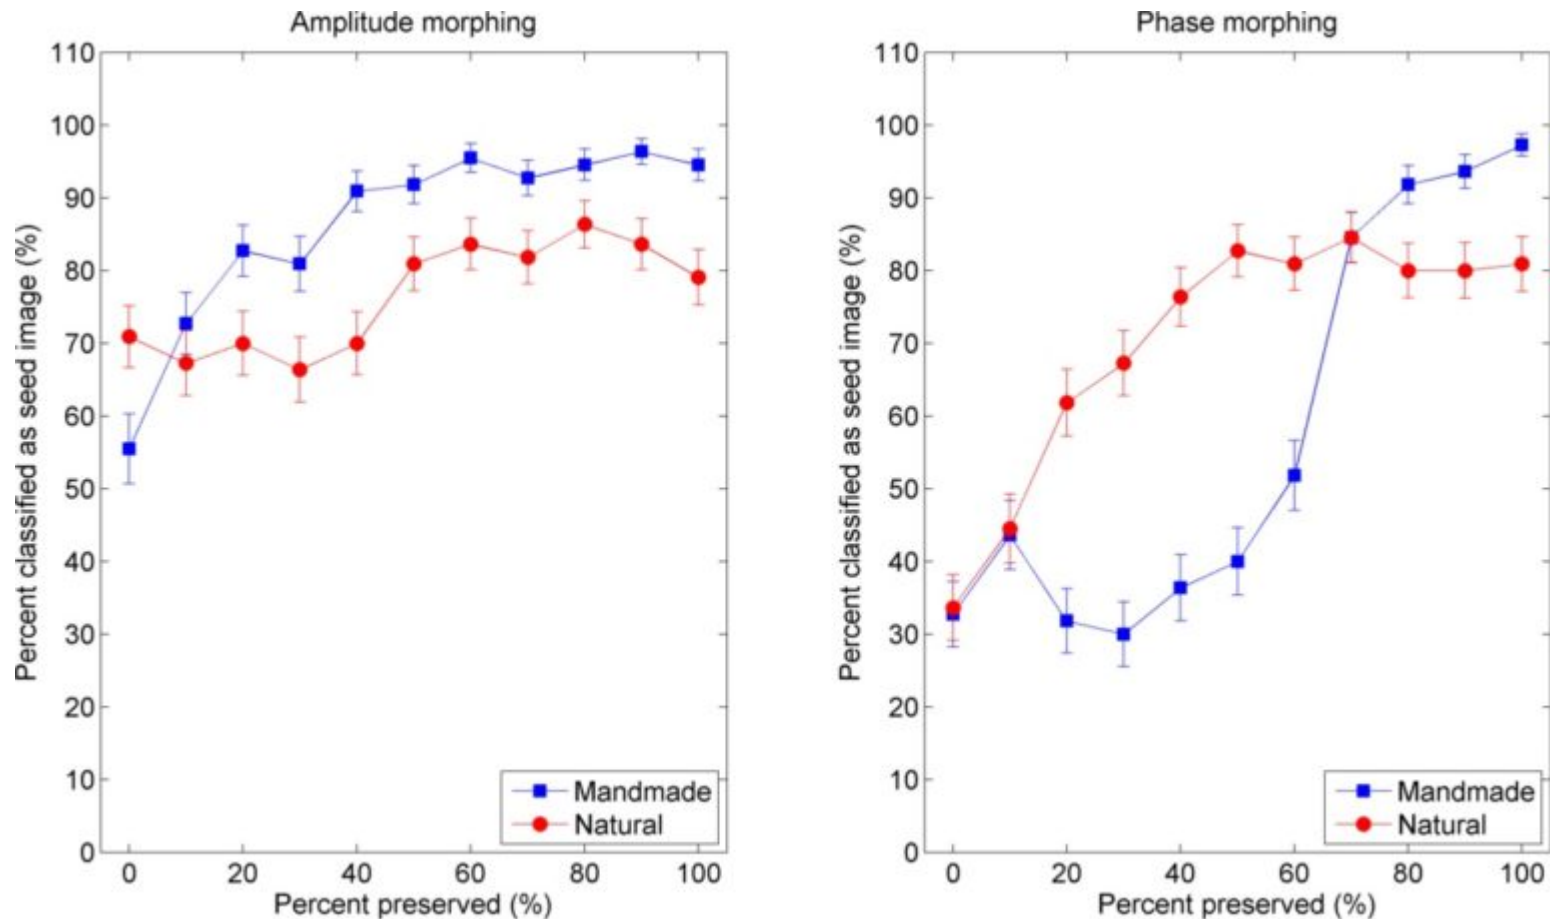 Amplitude morphing
110
100
90
80
70
60
50
40
30
20
10
0
Percent classified as seed image (%)
0 20 40 60 80 100
Percent preserved (%)
Mandmade
Natural
Phase morphing
110
100
90
80
70
60
50
40
30
20
10
0
Percent classified as seed image (%)
0 20 40 60 80 100
Percent preserved (%)
Mandmade
Natural